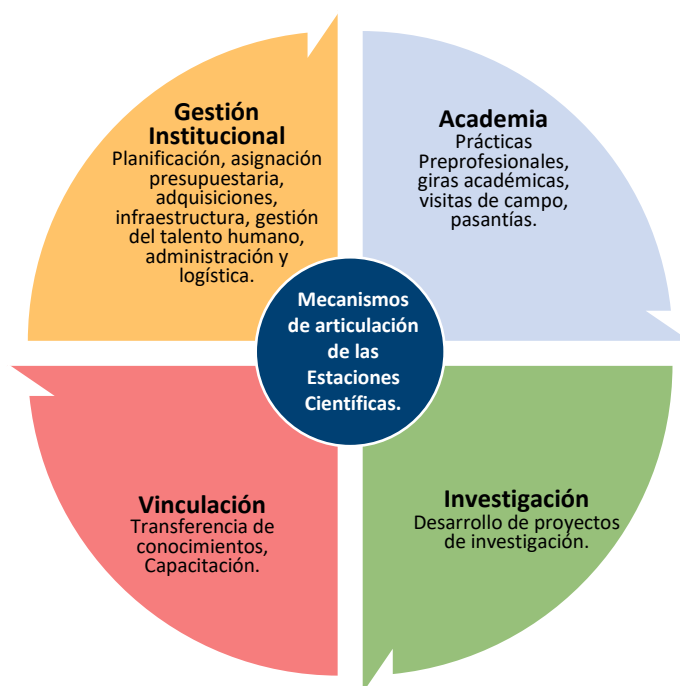 Gestión
Institucional
Planificación, asignación
presupuestaria,
adquisiciones,
infraestructura, gestión
del talento humano,
administración y
logística.
Academia
Prácticas
Preprofesionales,
giras académicas,
visitas de campo,
pasantías.
Mecanismos
de articulación
de las
Estaciones
Científicas.
Vinculación
Transferencia de
conocimientos,
Capacitación.
Investigación
Desarrollo de proyectos
de investigación.